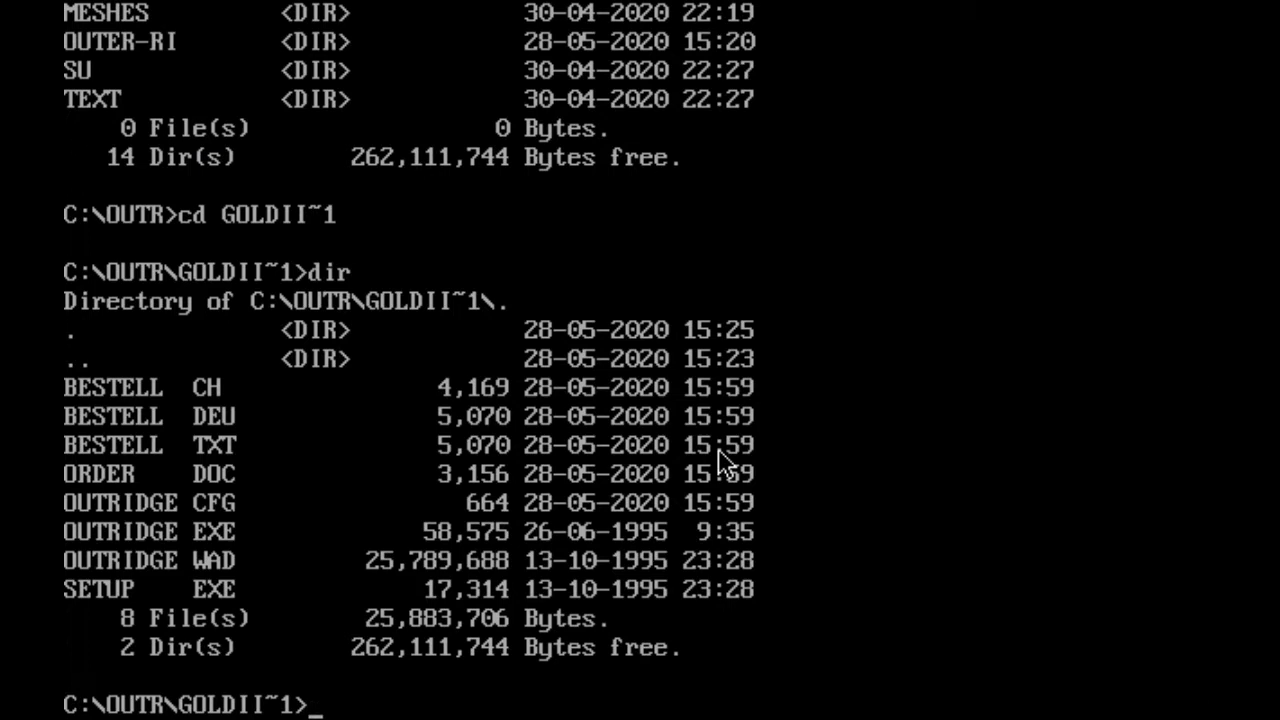 MESHES <DIR> 30-04-2020 22:19
OUTER-RI <DIR> 28-05-2020 15:20
SU <DIR> 30-04-2020 22:27
TEXT <DIR> 30-04-2020 22:27
0 File(s) 0 Bytes.
14 Dir(s) 262,111,744 Bytes free.
C:\OUTR>cd GOLDII~1
C:\OUTR\GOLDII~1>dir
Directory of C:\OUTR\GOLDII~1\.
. <DIR> 28-05-2020 15:25
.. <DIR> 28-05-2020 15:23
BESTELL CH 4,169 28-05-2020 15:59
BESTELL DEU 5,070 28-05-2020 15:59
BESTELL TXT 5,070 28-05-2020 15:59
ORDER DOC 3,156 28-05-2020 15:59
OUTRIDGE CFG 664 28-05-2020 15:59
OUTRIDGE EXE 58,575 26-06-1995 9:35
OUTRIDGE WAD 25,789,688 13-10-1995 23:28
SETUP EXE 17,314 13-10-1995 23:28
8 File(s) 25,883,706 Bytes.
2 Dir(s) 262,111,744 Bytes free.
C:\OUTR\GOLDII~1>_